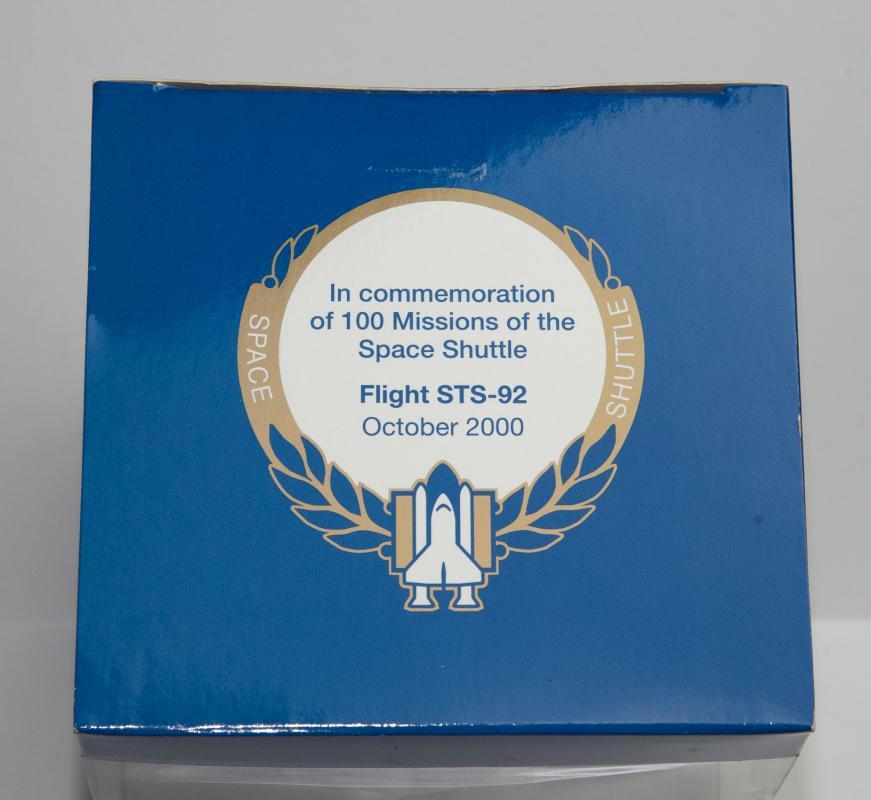 In commemoration
of 100 Missions of the
Space Shuttle
Flight STS-92
October 2000
SPACE
SHUTTLE